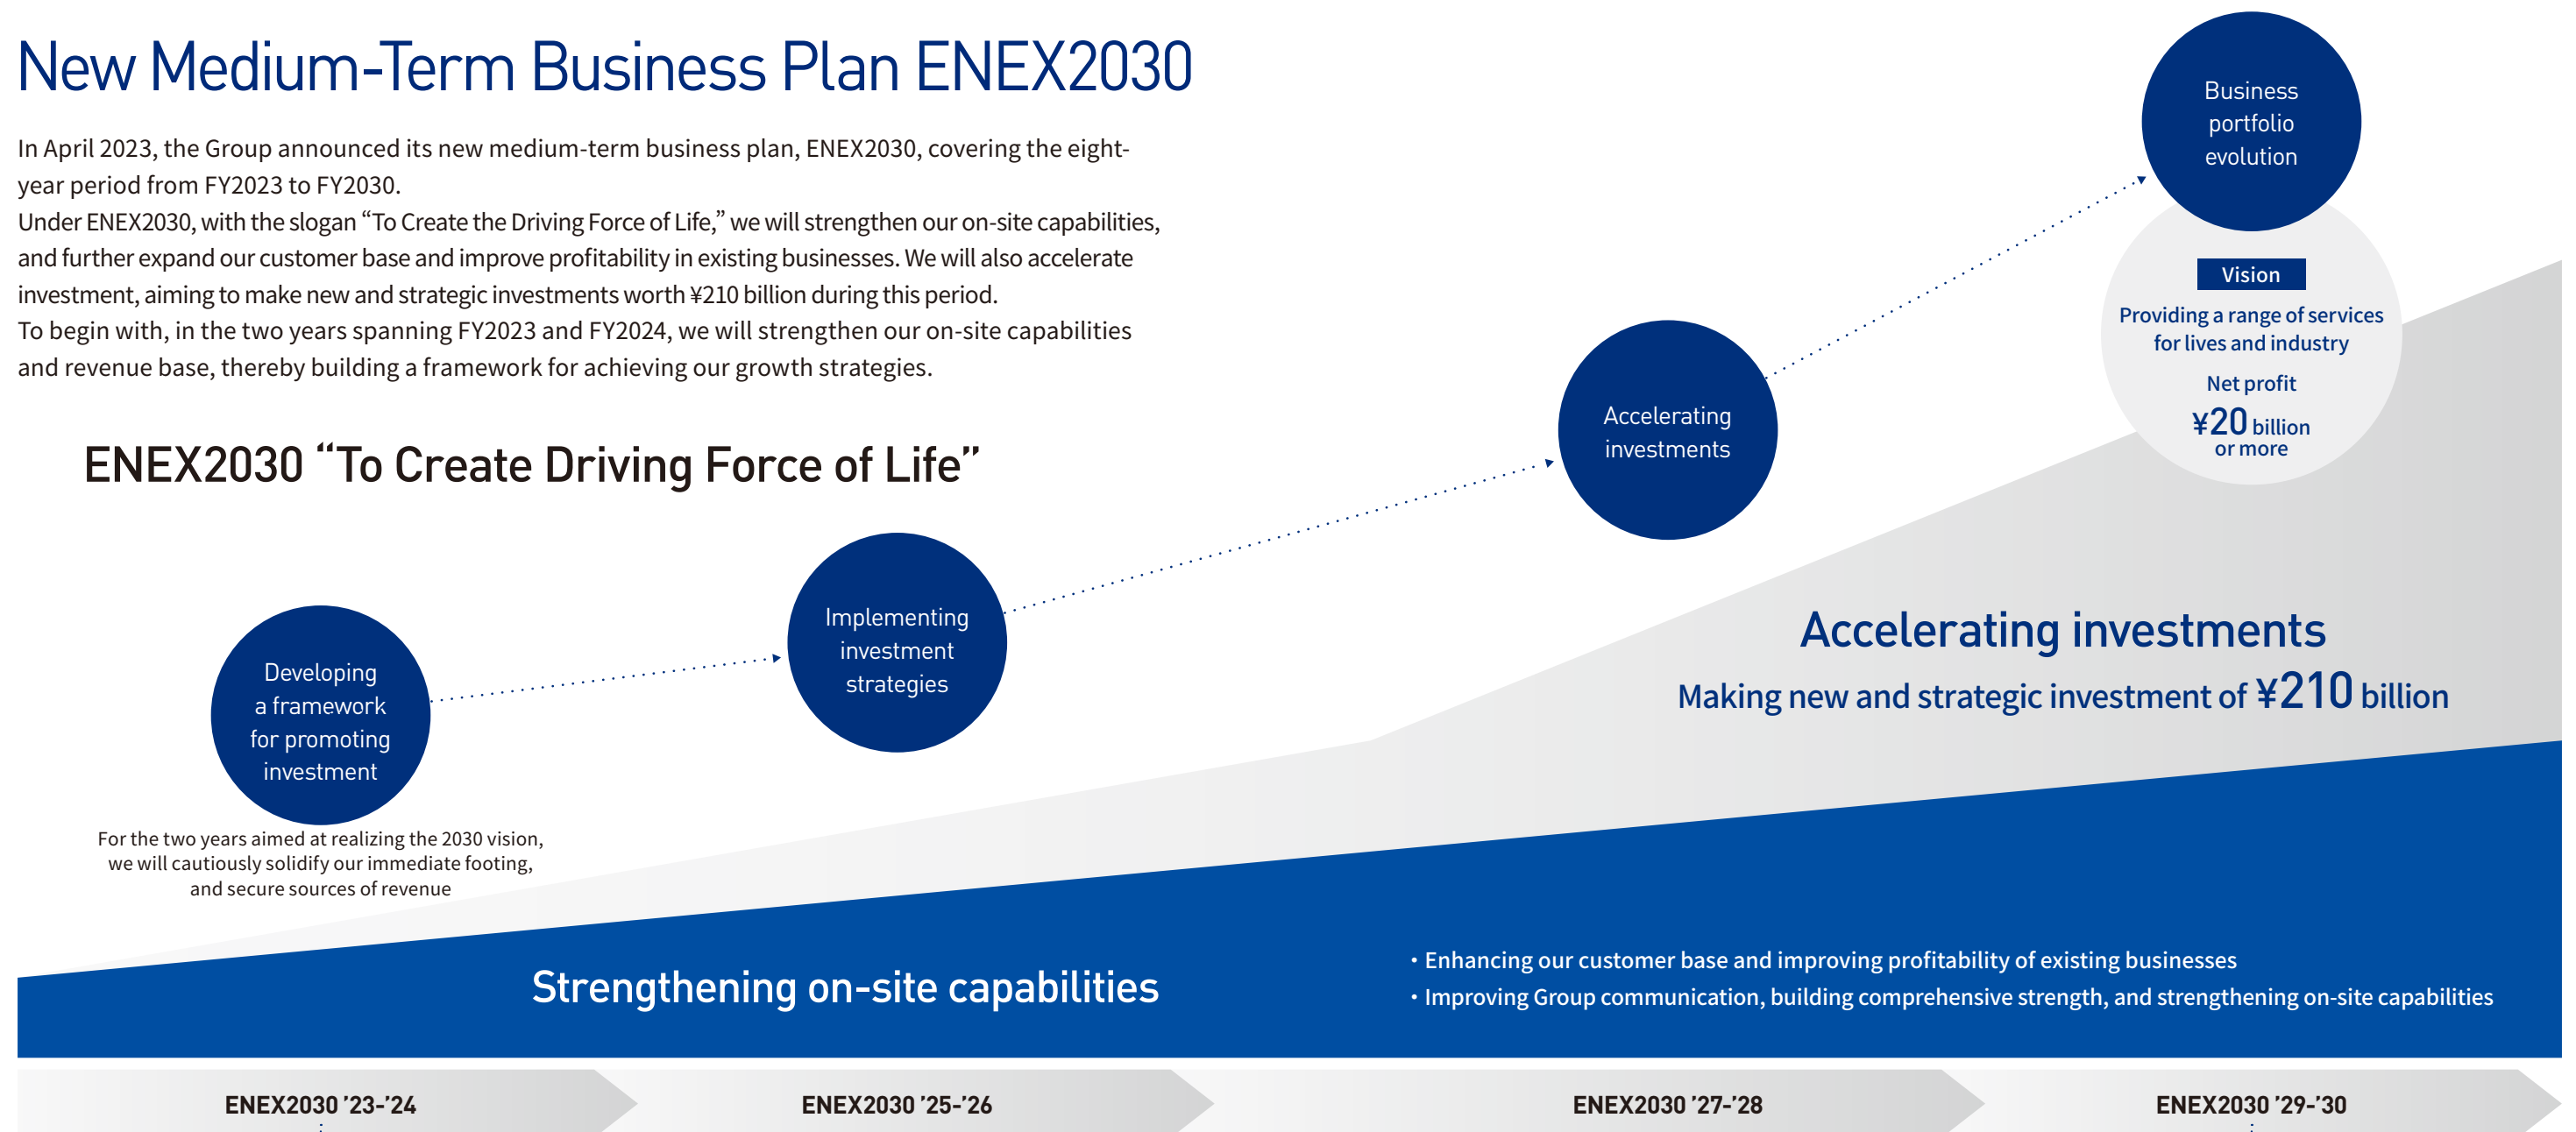 New Medium-Term Business Plan ENEX2030
In April 2023, the Group announced its new medium-term business plan, ENEX2030, covering the eight-
year period from FY2023 to FY2030.
Under ENEX2030, with the slogan “To Create the Driving Force of Life,” we will strengthen our on-site capabilities,
and further expand our customer base and improve profitability in existing businesses. We will also accelerate
investment, aiming to make new and strategic investments worth ¥210 billion during this period.
To begin with, in the two years spanning FY2023 and FY2024, we will strengthen our on-site capabilities
and revenue base, thereby building a framework for achieving our growth strategies.
ENEX2030 “To Create Driving Force of Life”
Developing
a framework
for promoting
investment
For the two years aimed at realizing the 2030 vision,
we will cautiously solidify our immediate footing,
and secure sources of revenue
Implementing
investment
strategies
Accelerating
investments
Business
portfolio
evolution
Vision
Providing a range of services
for lives and industry
Net profit
¥20 billion
or more
Accelerating investments
Making new and strategic investment of ¥210 billion
Strengthening on-site capabilities
・Enhancing our customer base and improving profitability of existing businesses
・Improving Group communication, building comprehensive strength, and strengthening on-site capabilities
ENEX2030 ’23-’24
ENEX2030 ’25-’26
ENEX2030 ’27-’28
ENEX2030 ’29-’30